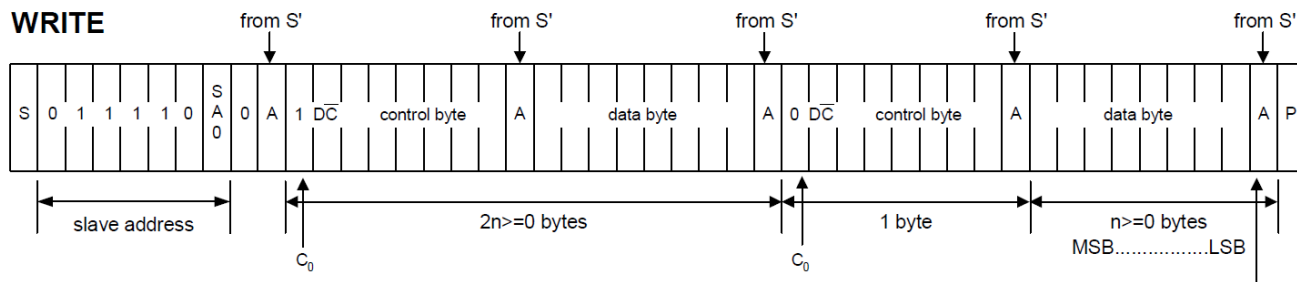 WRITE
from S' from S' from S' from S' from S'
S 0 1 1 1 1 0 SA0 0 A 1 DC̅ control byte A data byte A 0 DC̅ control byte A data byte A P
slave address 2n>=0 bytes 1 byte n>=0 bytes
MSB..................LSB
C₀ C₀